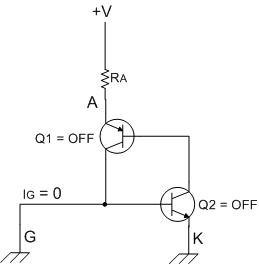 +V
RA
A
Q1 = OFF
IG = 0
Q2 = OFF
G
K